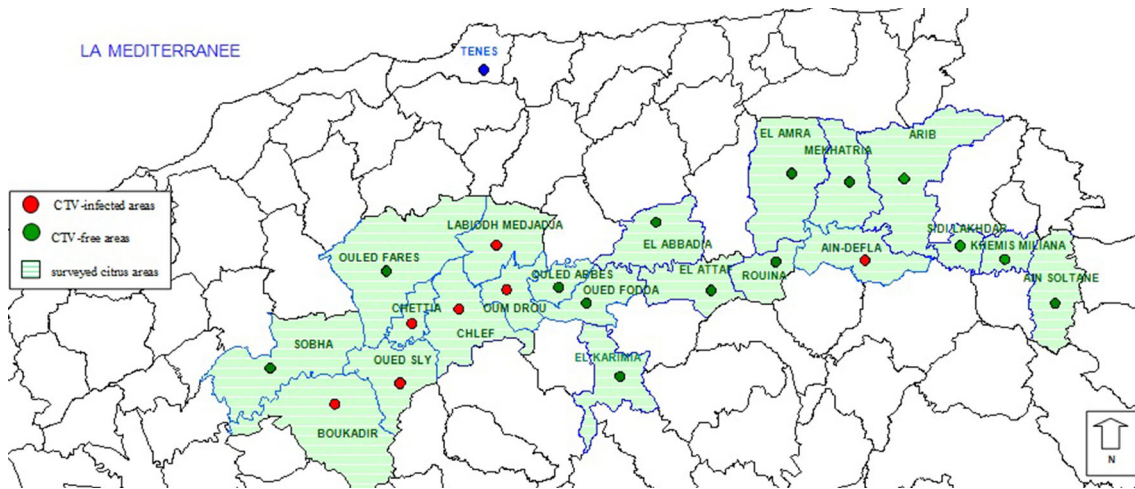 LA MEDITERRANEE
TENES
EL AMRA
ARIB
MEKHATRIA
CTV-infected areas
CTV-free areas
surveyed citrus areas
LABIODH MEDJADJA
SIDI LAKHDAR
EL ABBADIA
AIN-DEFLA
KHEMIS MILIANA
OULED FARES
OULED ABBES
EL ATTAF
ROUINA
AIN SOLTANE
OUED FODDA
CHETTIA
OUM DROU
CHLEF
SOBHA
OUED SLY
EL KARIMIA
BOUKADIR
N